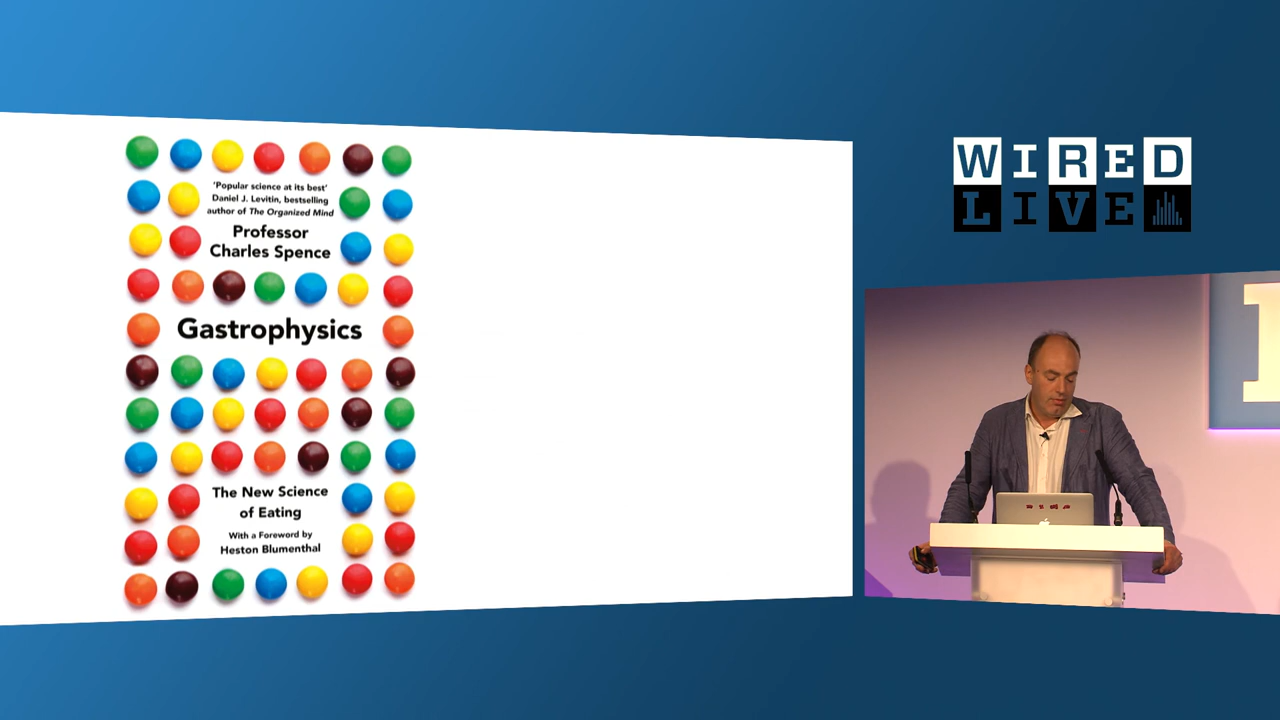 'Popular science at its best'
Daniel J. Levitin, bestselling
author of The Organized Mind
Professor
Charles Spence
Gastrophysics
The New Science
of Eating
With a Foreword by
Heston Blumenthal
WIRED
LIVE